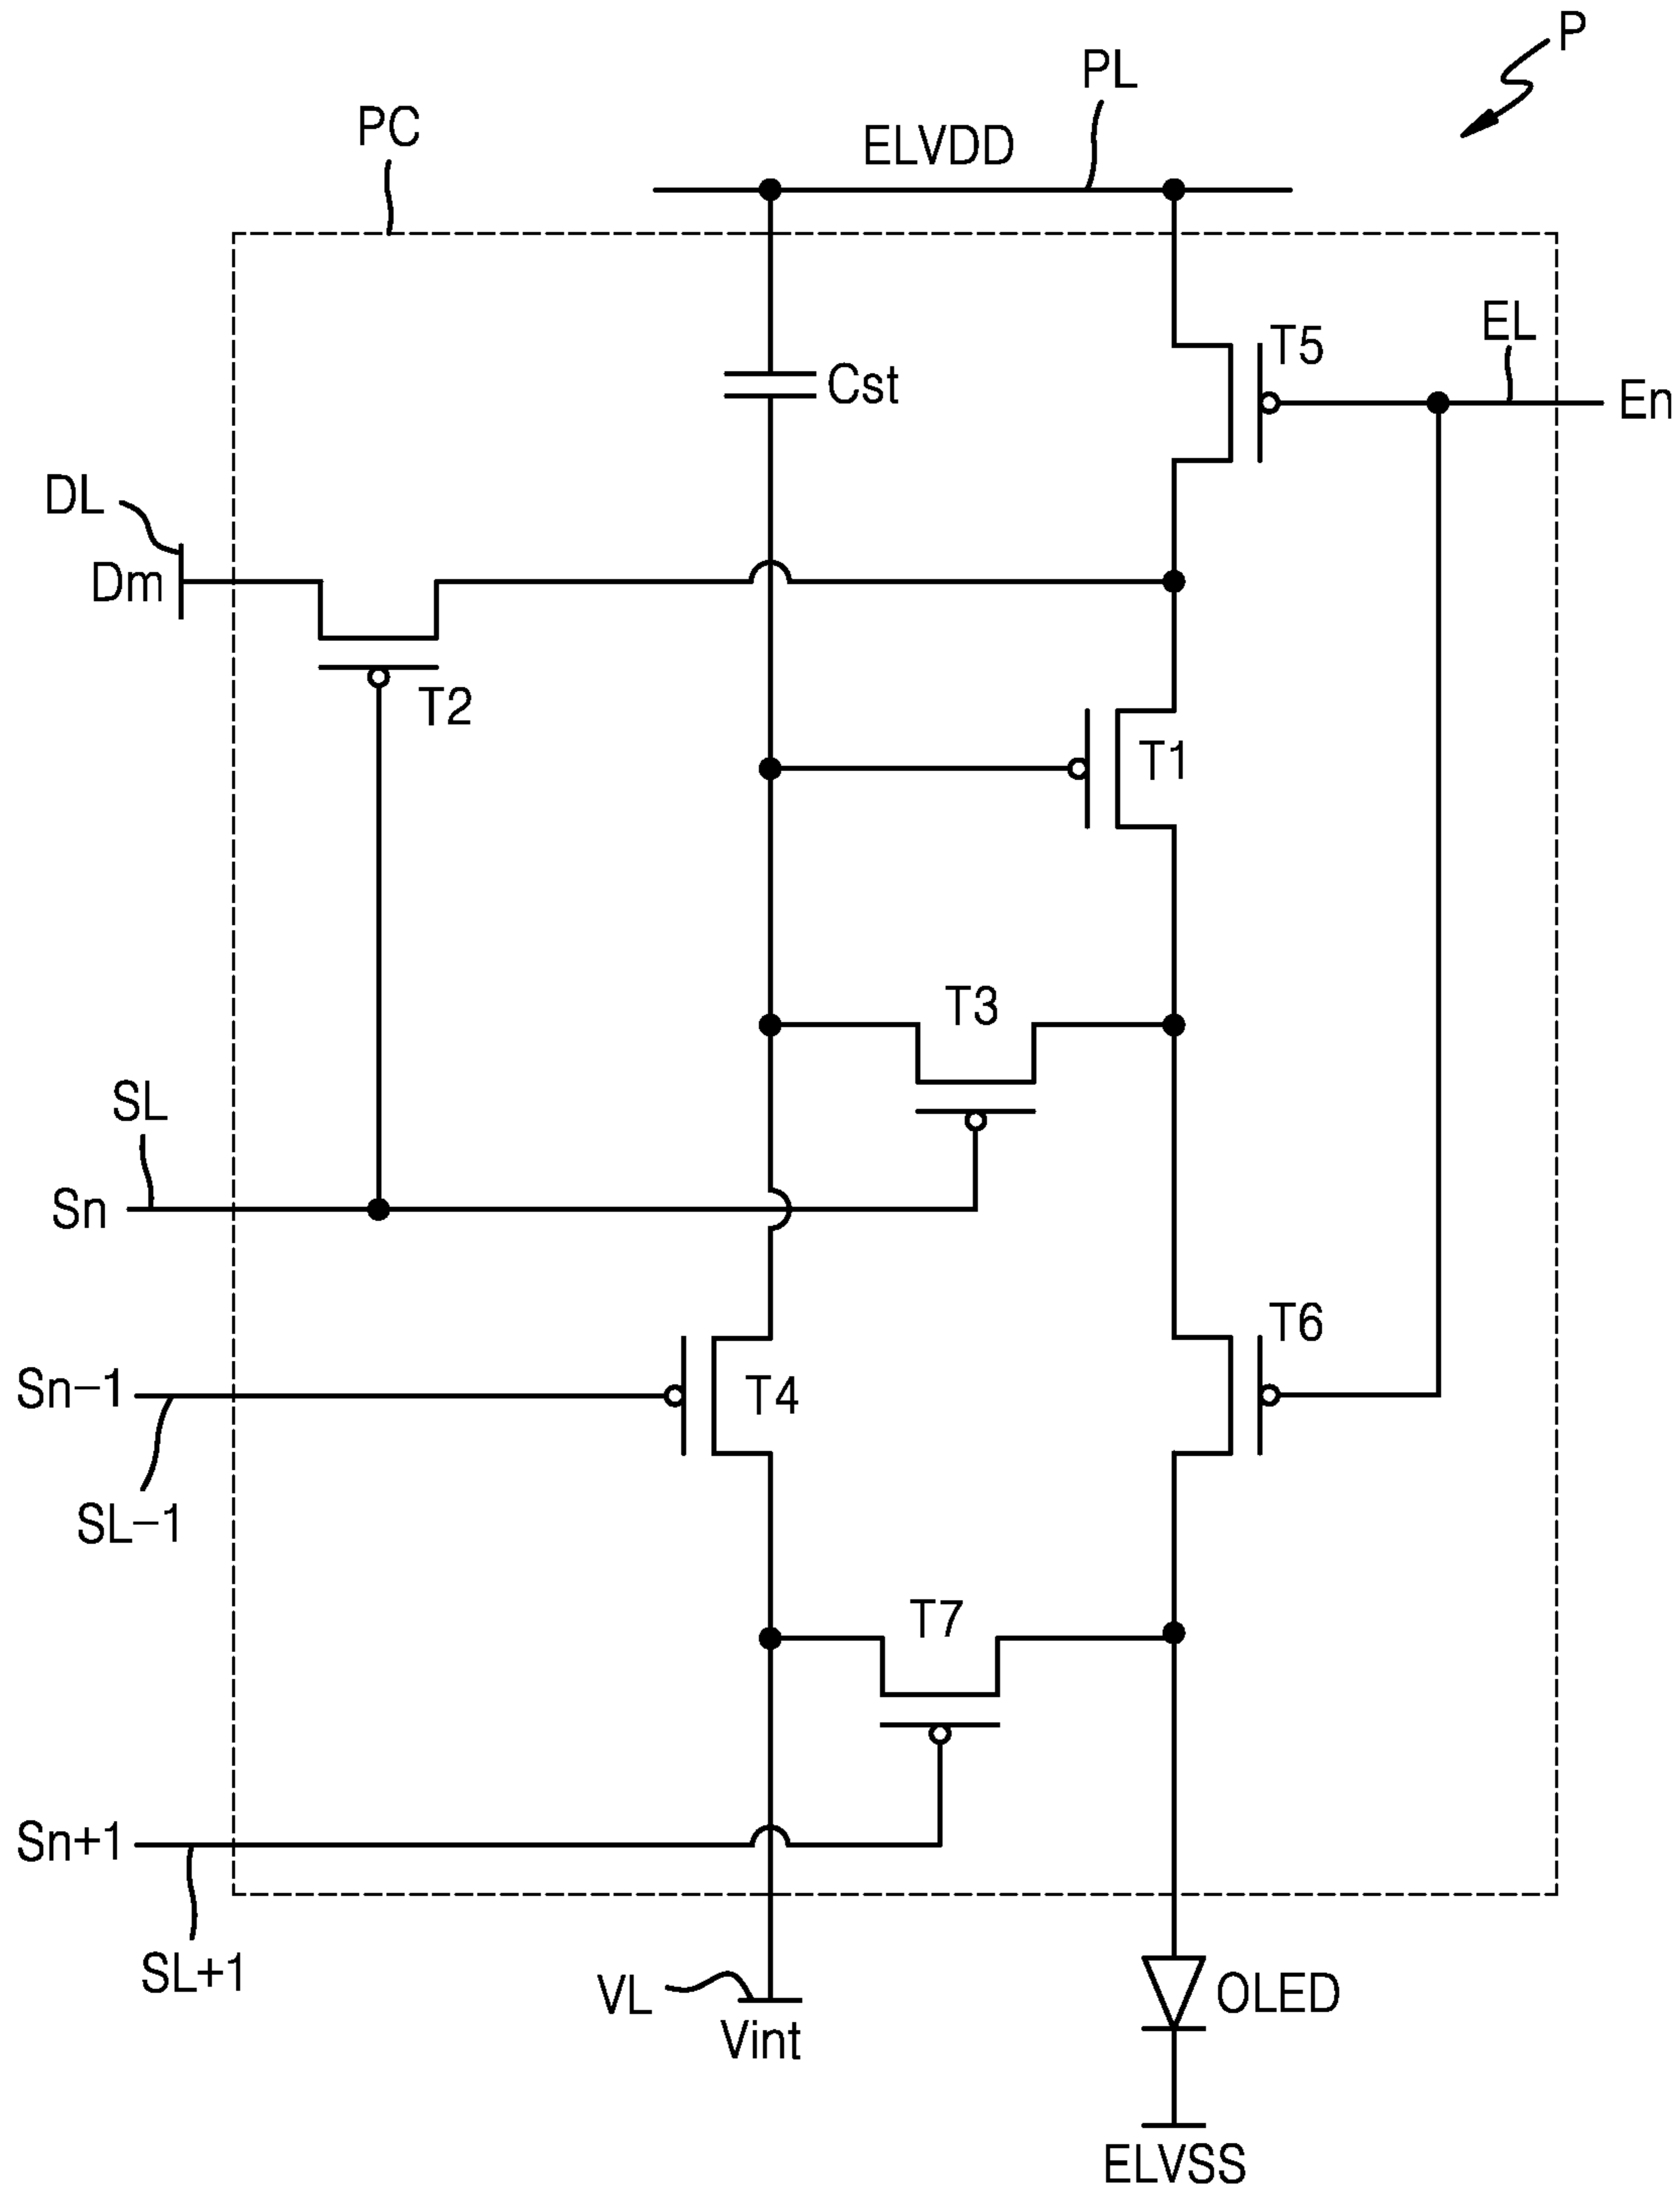 P
PL
PC
ELVDD
EL
T5
Cst
En
DL
Dm
T2
T1
T3
SL
Sn
T6
Sn−1
T4
SL−1
T7
Sn+1
SL+1
VL
OLED
Vint
ELVSS